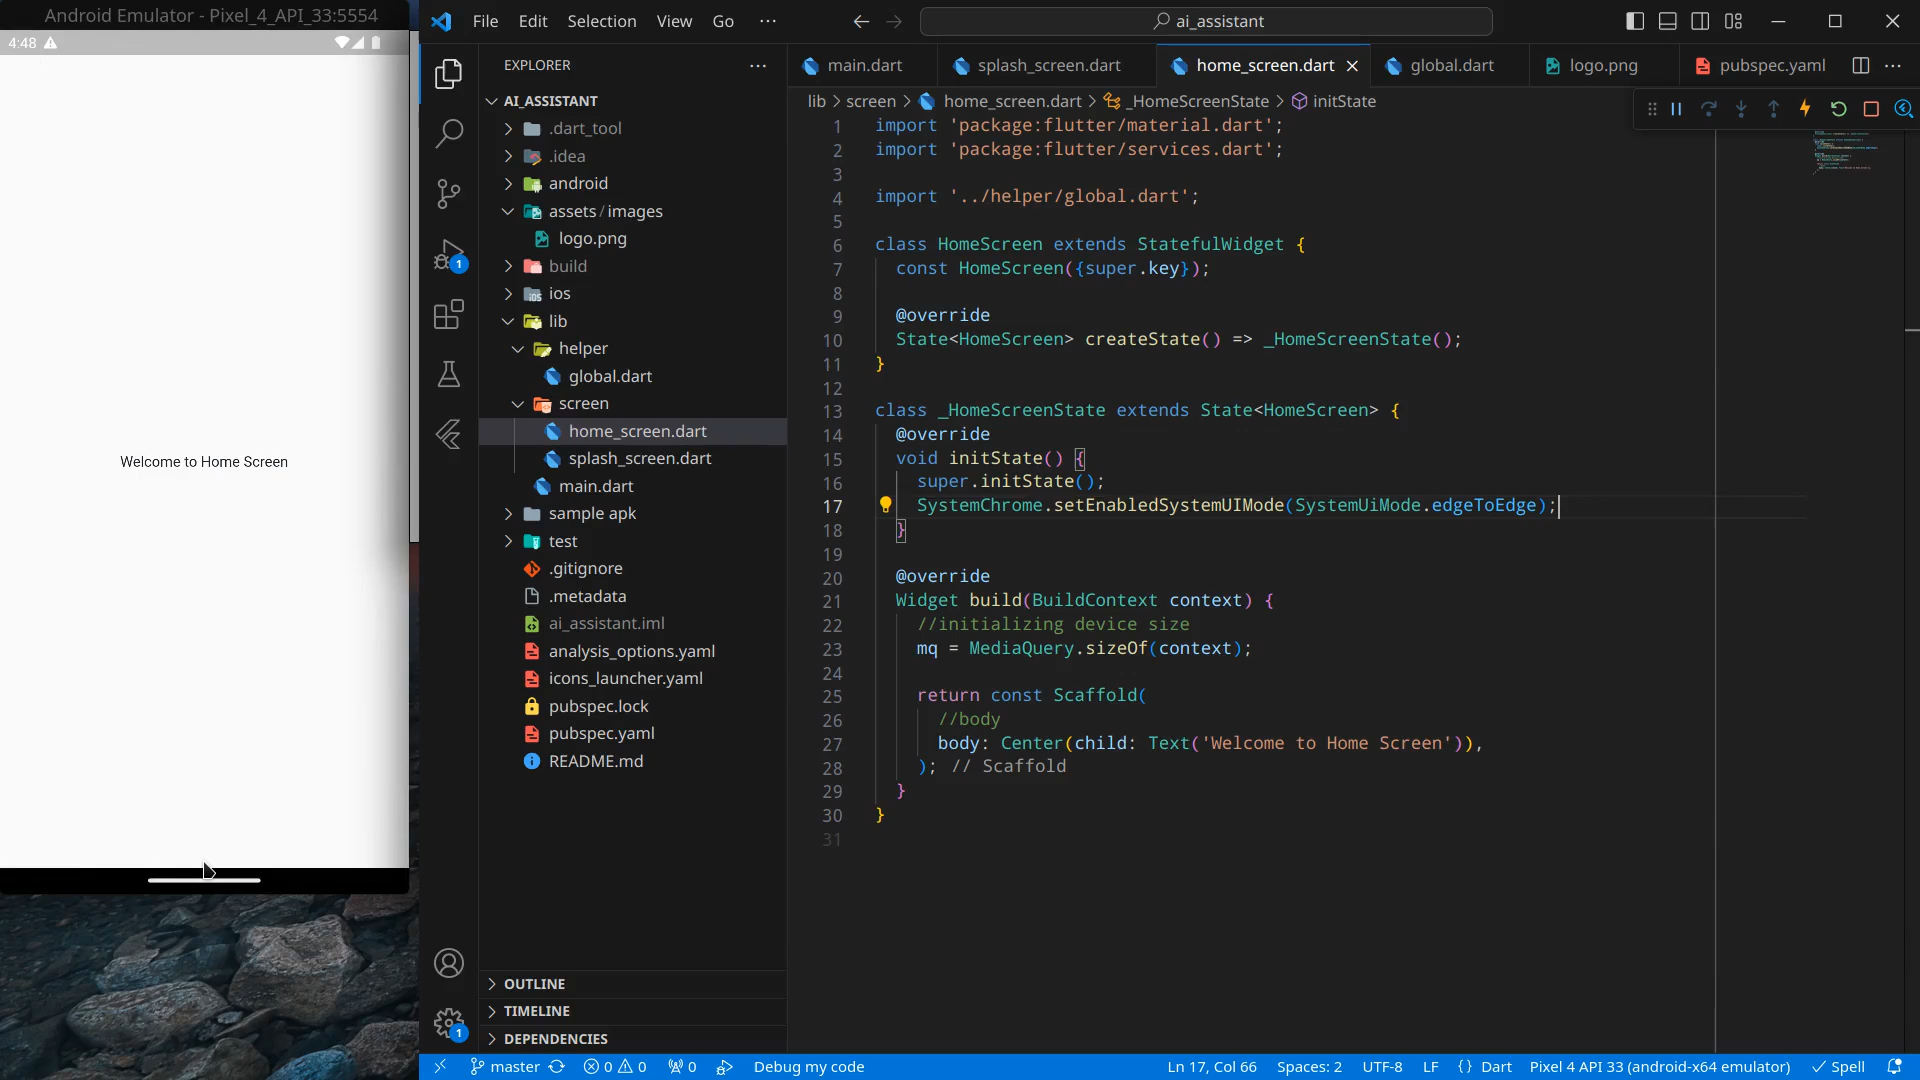 Android Emulator - Pixel_4_API_33:5554
4:48
Welcome to Home Screen
File Edit Selection View Go ···
ai_assistant
EXPLORER
AI_ASSISTANT
.dart_tool
.idea
android
assets / images
logo.png
build
ios
lib
helper
global.dart
screen
home_screen.dart
splash_screen.dart
main.dart
sample apk
test
.gitignore
.metadata
ai_assistant.iml
analysis_options.yaml
icons_launcher.yaml
pubspec.lock
pubspec.yaml
README.md
OUTLINE
TIMELINE
DEPENDENCIES
1
1
main.dart splash_screen.dart home_screen.dart global.dart logo.png pubspec.yaml
lib > screen > home_screen.dart > _HomeScreenState > initState
1 import 'package:flutter/material.dart';
2 import 'package:flutter/services.dart';
3
4 import '../helper/global.dart';
5
6 class HomeScreen extends StatefulWidget {
7 const HomeScreen({super.key});
8
9 @override
10 State<HomeScreen> createState() => _HomeScreenState();
11 }
12
13 class _HomeScreenState extends State<HomeScreen> {
14 @override
15 void initState() {
16 super.initState();
17 SystemChrome.setEnabledSystemUIMode(SystemUiMode.edgeToEdge);
18 }
19
20 @override
21 Widget build(BuildContext context) {
22 //initializing device size
23 mq = MediaQuery.sizeOf(context);
24
25 return const Scaffold(
26 //body
27 body: Center(child: Text('Welcome to Home Screen')),
28 ); // Scaffold
29 }
30 }
31
master 0 0 0 Debug my code Ln 17, Col 66 Spaces: 2 UTF-8 LF {} Dart Pixel 4 API 33 (android-x64 emulator) Spell